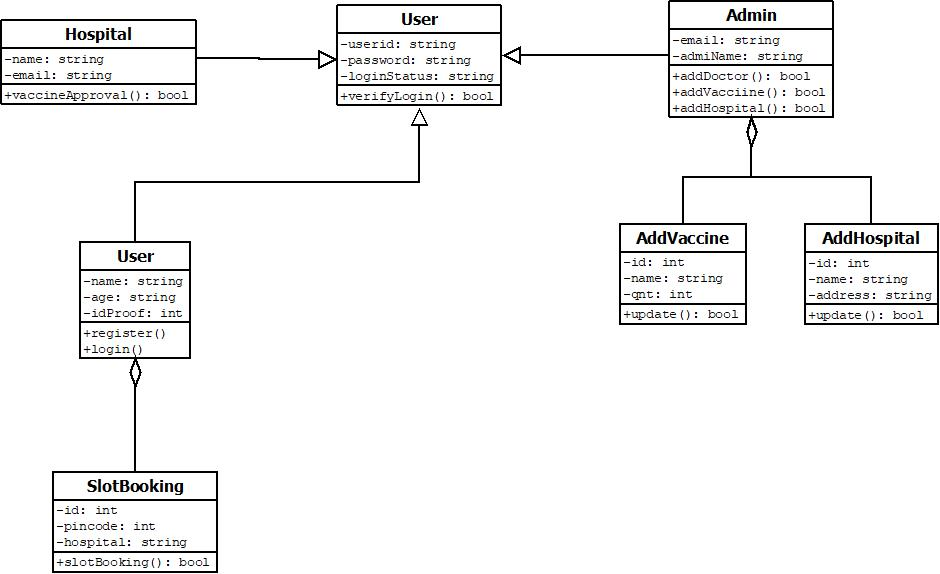 Hospital
-name: string
-email: string
+vaccineApproval(): bool
User
-userid: string
-password: string
-loginStatus: string
+verifyLogin(): bool
Admin
-email: string
-admiName: string
+addDoctor(): bool
+addVacciine(): bool
+addHospital(): bool
User
-name: string
-age: string
-idProof: int
+register()
+login()
AddVaccine
-id: int
-name: string
-qnt: int
+update(): bool
AddHospital
-id: int
-name: string
-address: string
+update(): bool
SlotBooking
-id: int
-pincode: int
-hospital: string
+slotBooking(): bool